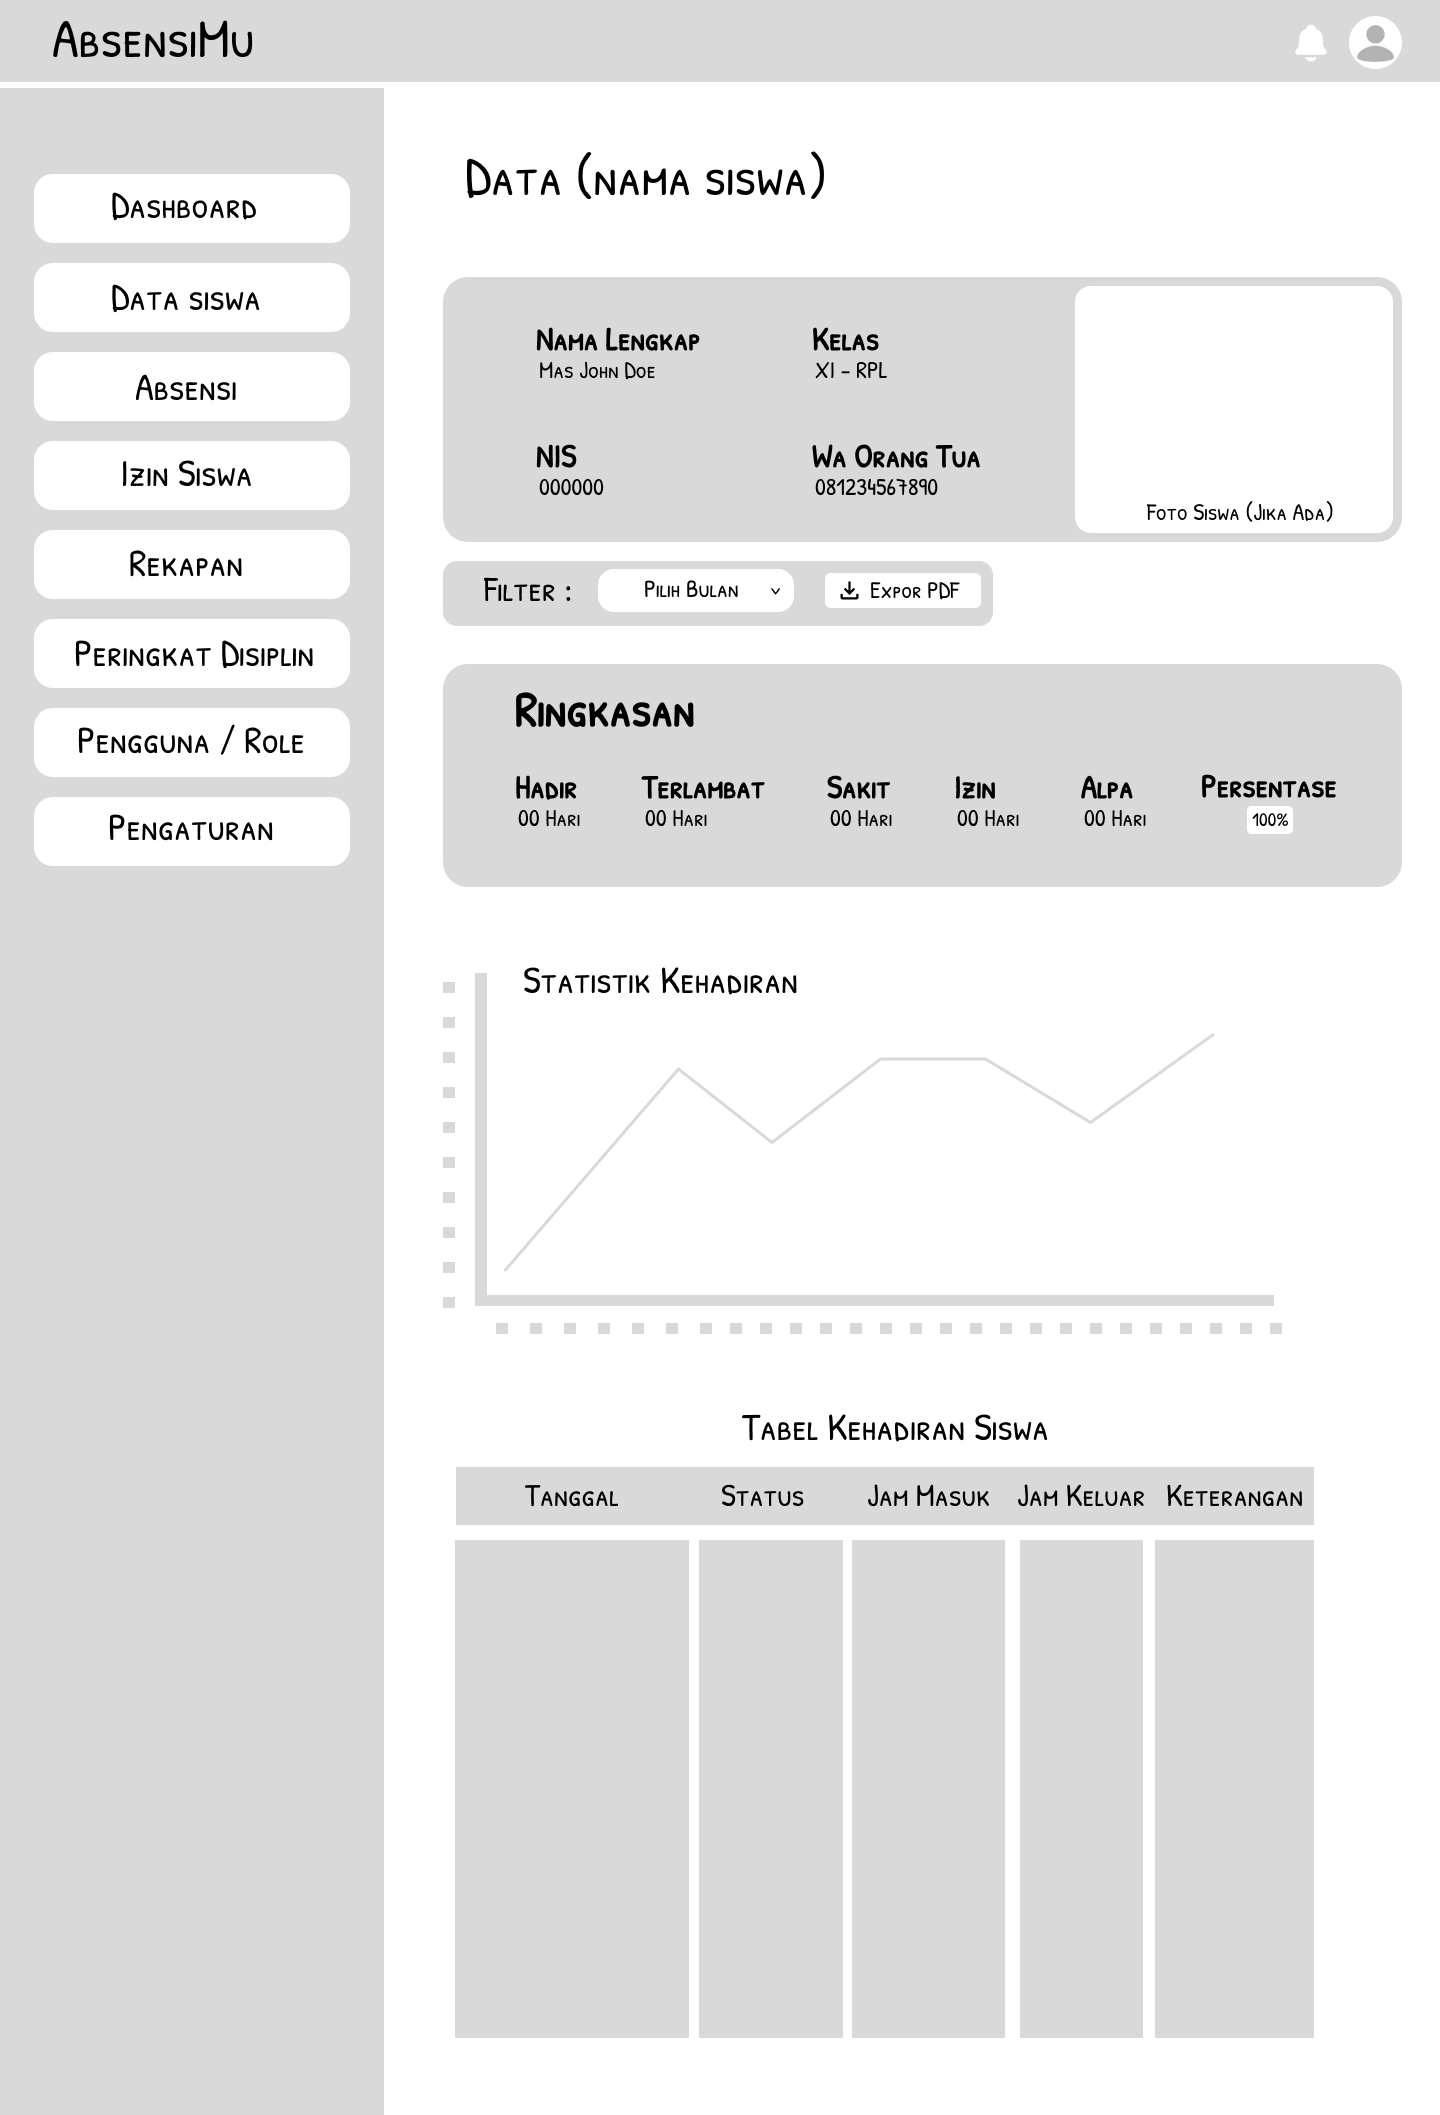 AbsensiMu
Dashboard
Data siswa
Absensi
Izin Siswa
Rekapan
Peringkat Disiplin
Pengguna / Role
Pengaturan
Data (nama siswa)
Nama Lengkap
Mas John Doe
Kelas
XI - RPL
NIS
000000
Wa Orang Tua
081234567890
Foto Siswa (Jika Ada)
Filter :
Pilih Bulan
Expor PDF
Ringkasan
Hadir
00 Hari
Terlambat
00 Hari
Sakit
00 Hari
Izin
00 Hari
Alpa
00 Hari
Persentase
100%
Statistik Kehadiran
Tabel Kehadiran Siswa
Tanggal Status Jam Masuk Jam Keluar Keterangan